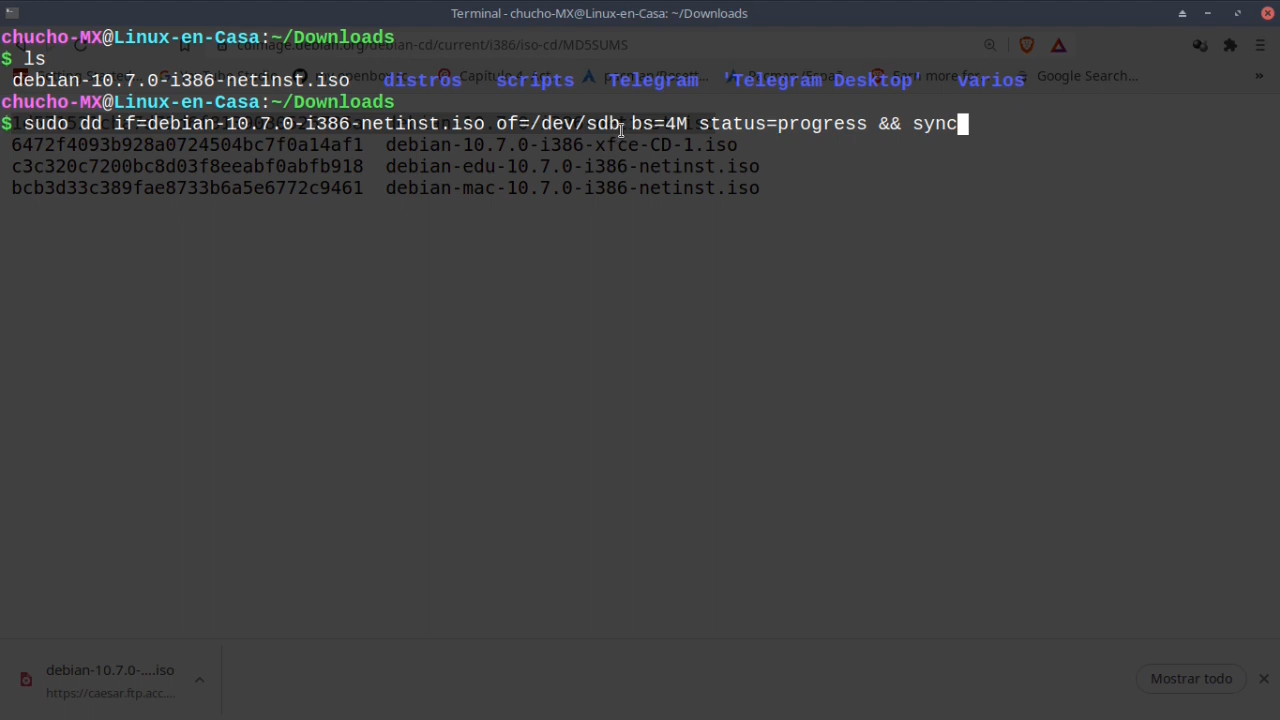 Terminal - chucho-MX@Linux-en-Casa: ~/Downloads
chucho-MX@Linux-en-Casa:~/Downloads
cdimage.debian.org/debian-cd/current/i386/iso-cd/MD5SUMS
$ ls
debian-10.7.0-i386-netinst.iso distros scripts Telegram 'Telegram Desktop' varios
Google Search...
»
chucho-MX@Linux-en-Casa:~/Downloads
$ sudo dd if=debian-10.7.0-i386-netinst.iso of=/dev/sdb bs=4M status=progress && sync
6472f4093b928a0724504bc7f0a14af1 debian-10.7.0-i386-xfce-CD-1.iso
c3c320c7200bc8d03f8eeabf0abfb918 debian-edu-10.7.0-i386-netinst.iso
bcb3d33c389fae8733b6a5e6772c9461 debian-mac-10.7.0-i386-netinst.iso
debian-10.7.0-....iso
https://caesar.ftp.acc....
Mostrar todo